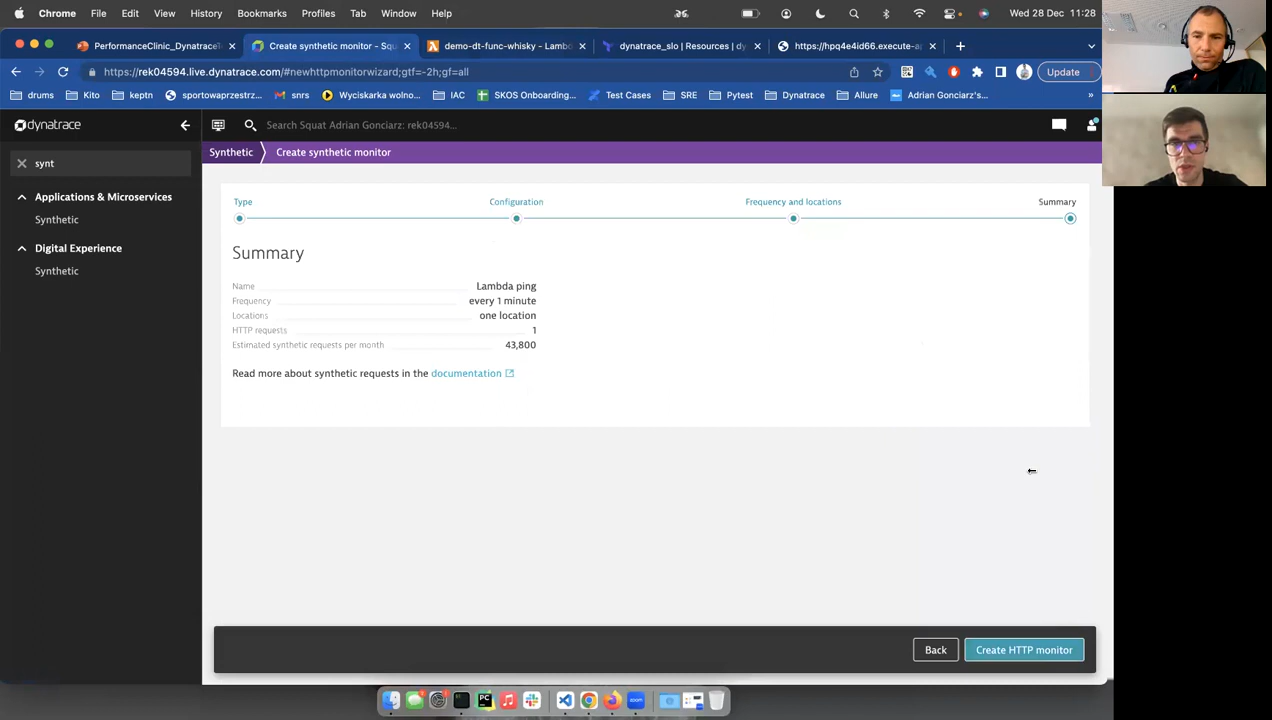 Chrome File Edit View History Bookmarks Profiles Tab Window Help Wed 28 Dec 11:28
PerformanceClinic_DynatraceT Create synthetic monitor - Squ demo-dt-func-whisky - Lamb dynatrace_slo | Resources | dy https://hpq4e4id66.execute-a
https://rek04594.live.dynatrace.com/#newhttpmonitorwizard;gtf=-2h;gf=all Update
drums Kito keptn sportowaprzestrz... snrs Wyciskarka wolno... IAC SKOS Onboarding... Test Cases SRE Pytest Dynatrace Allure Adrian Gonciarz's... »
dynatrace Search Squat Adrian Gonciarz: rek04594...
synt
Synthetic Create synthetic monitor
Applications & Microservices
Synthetic
Digital Experience
Synthetic
Type Configuration Frequency and locations Summary
Summary
Name Lambda ping
Frequency every 1 minute
Locations one location
HTTP requests 1
Estimated synthetic requests per month 43,800
Read more about synthetic requests in the documentation
Back Create HTTP monitor
PC
zoom